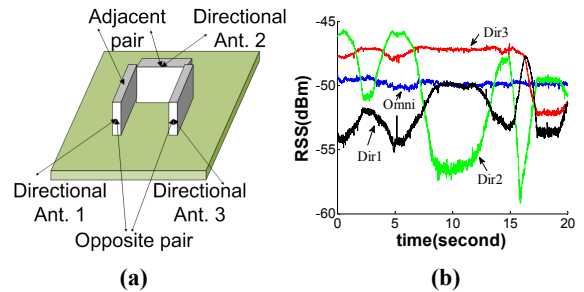 Adjacent pair
Directional Ant. 2
Directional Ant. 1
Directional Ant. 3
Opposite pair
(a)
RSS(dBm)
-45
-50
-55
-60
Dir3
Omni
Dir1
Dir2
0 5 10 15 20
time(second)
(b)